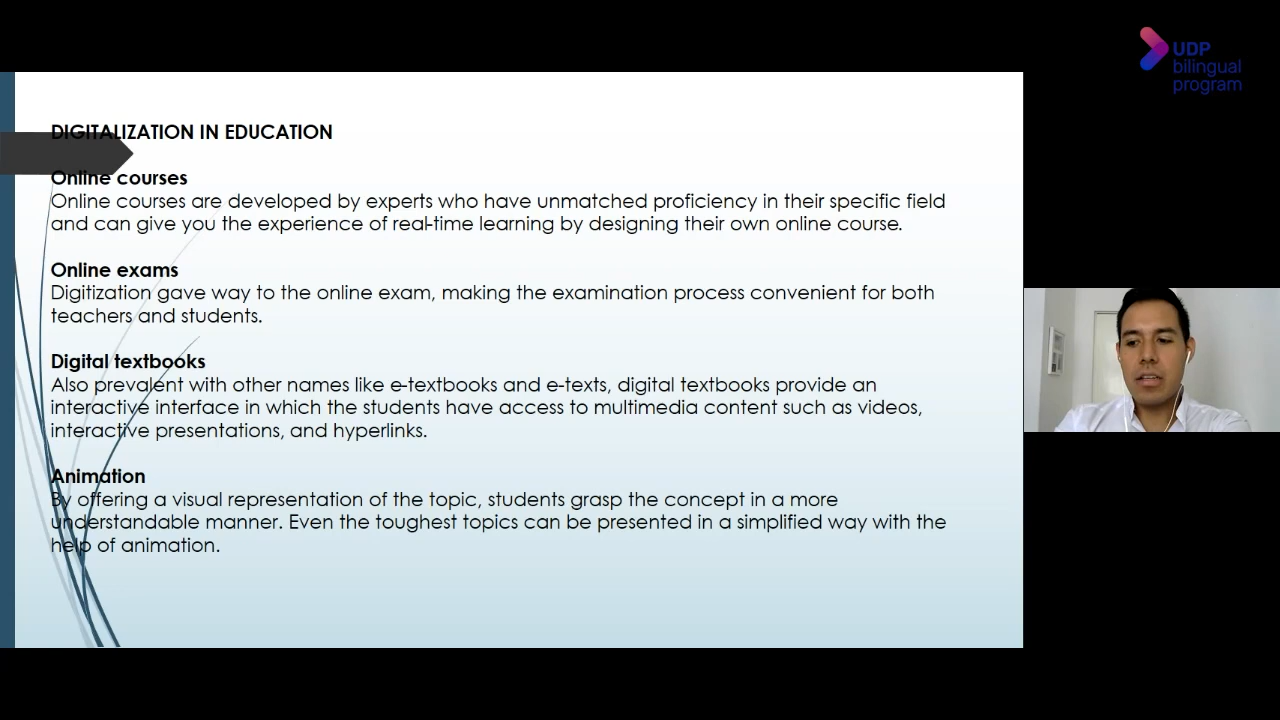 UDP
bilingual
program
DIGITALIZATION IN EDUCATION
Online courses
Online courses are developed by experts who have unmatched proficiency in their specific field
and can give you the experience of real-time learning by designing their own online course.
Online exams
Digitization gave way to the online exam, making the examination process convenient for both
teachers and students.
Digital textbooks
Also prevalent with other names like e-textbooks and e-texts, digital textbooks provide an
interactive interface in which the students have access to multimedia content such as videos,
interactive presentations, and hyperlinks.
Animation
By offering a visual representation of the topic, students grasp the concept in a more
understandable manner. Even the toughest topics can be presented in a simplified way with the
help of animation.